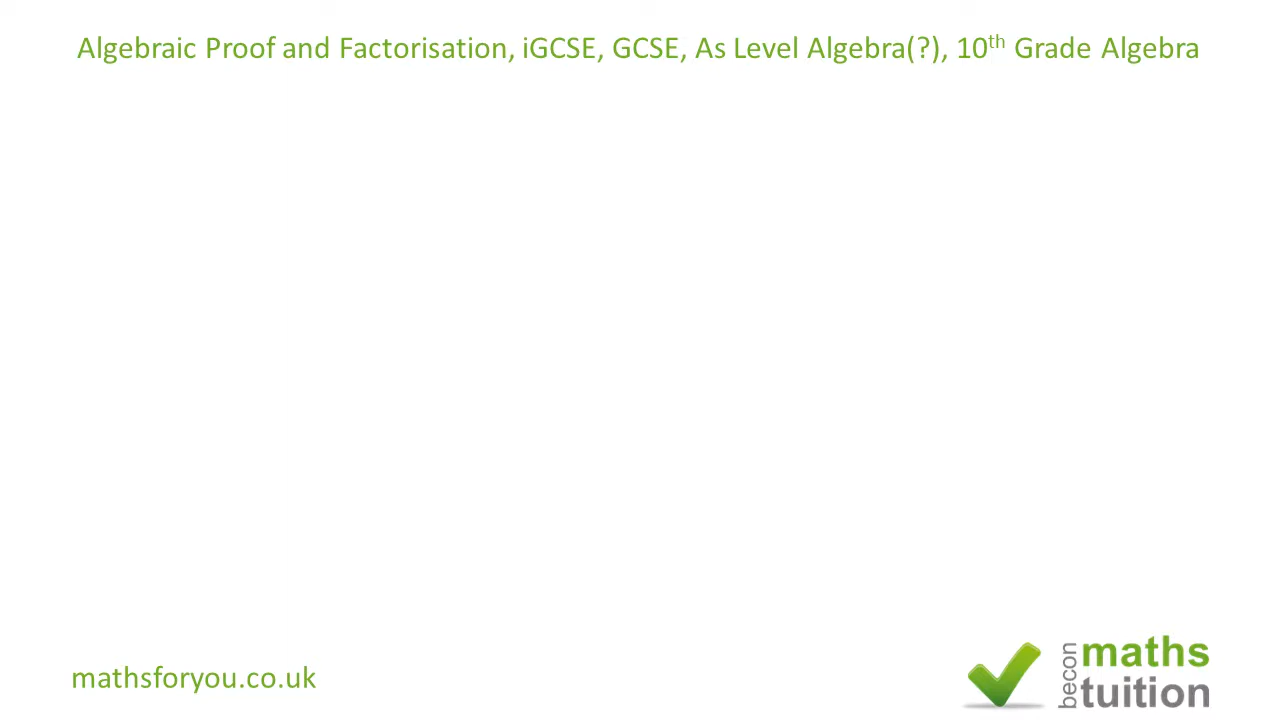 Algebraic Proof and Factorisation, iGCSE, GCSE, As Level Algebra(?), 10th Grade Algebra
mathsforyou.co.uk
becon
maths
tuition